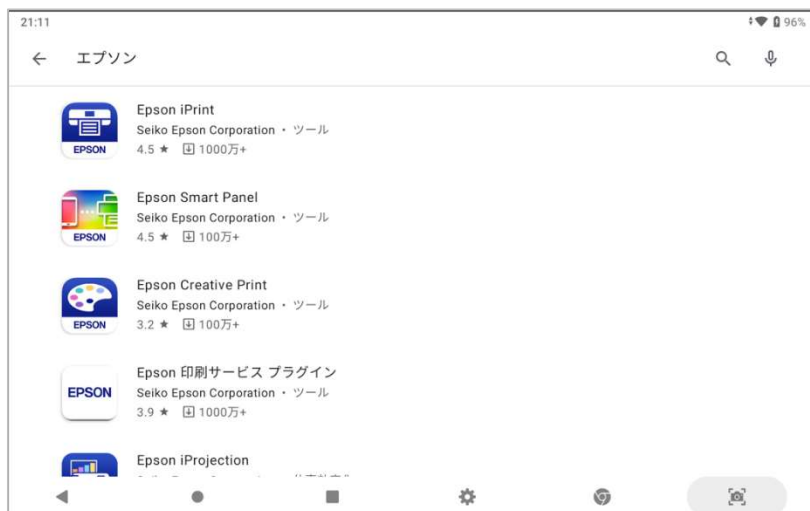 21:11
96%
エプソン
Epson iPrint
Seiko Epson Corporation・ツール
4.5 ★ 1000万+
EPSON
Epson Smart Panel
Seiko Epson Corporation・ツール
4.5 ★ 100万+
EPSON
Epson Creative Print
Seiko Epson Corporation・ツール
3.2 ★ 100万+
EPSON
Epson 印刷サービス プラグイン
Seiko Epson Corporation・ツール
3.9 ★ 1000万+
EPSON
Epson iProjection